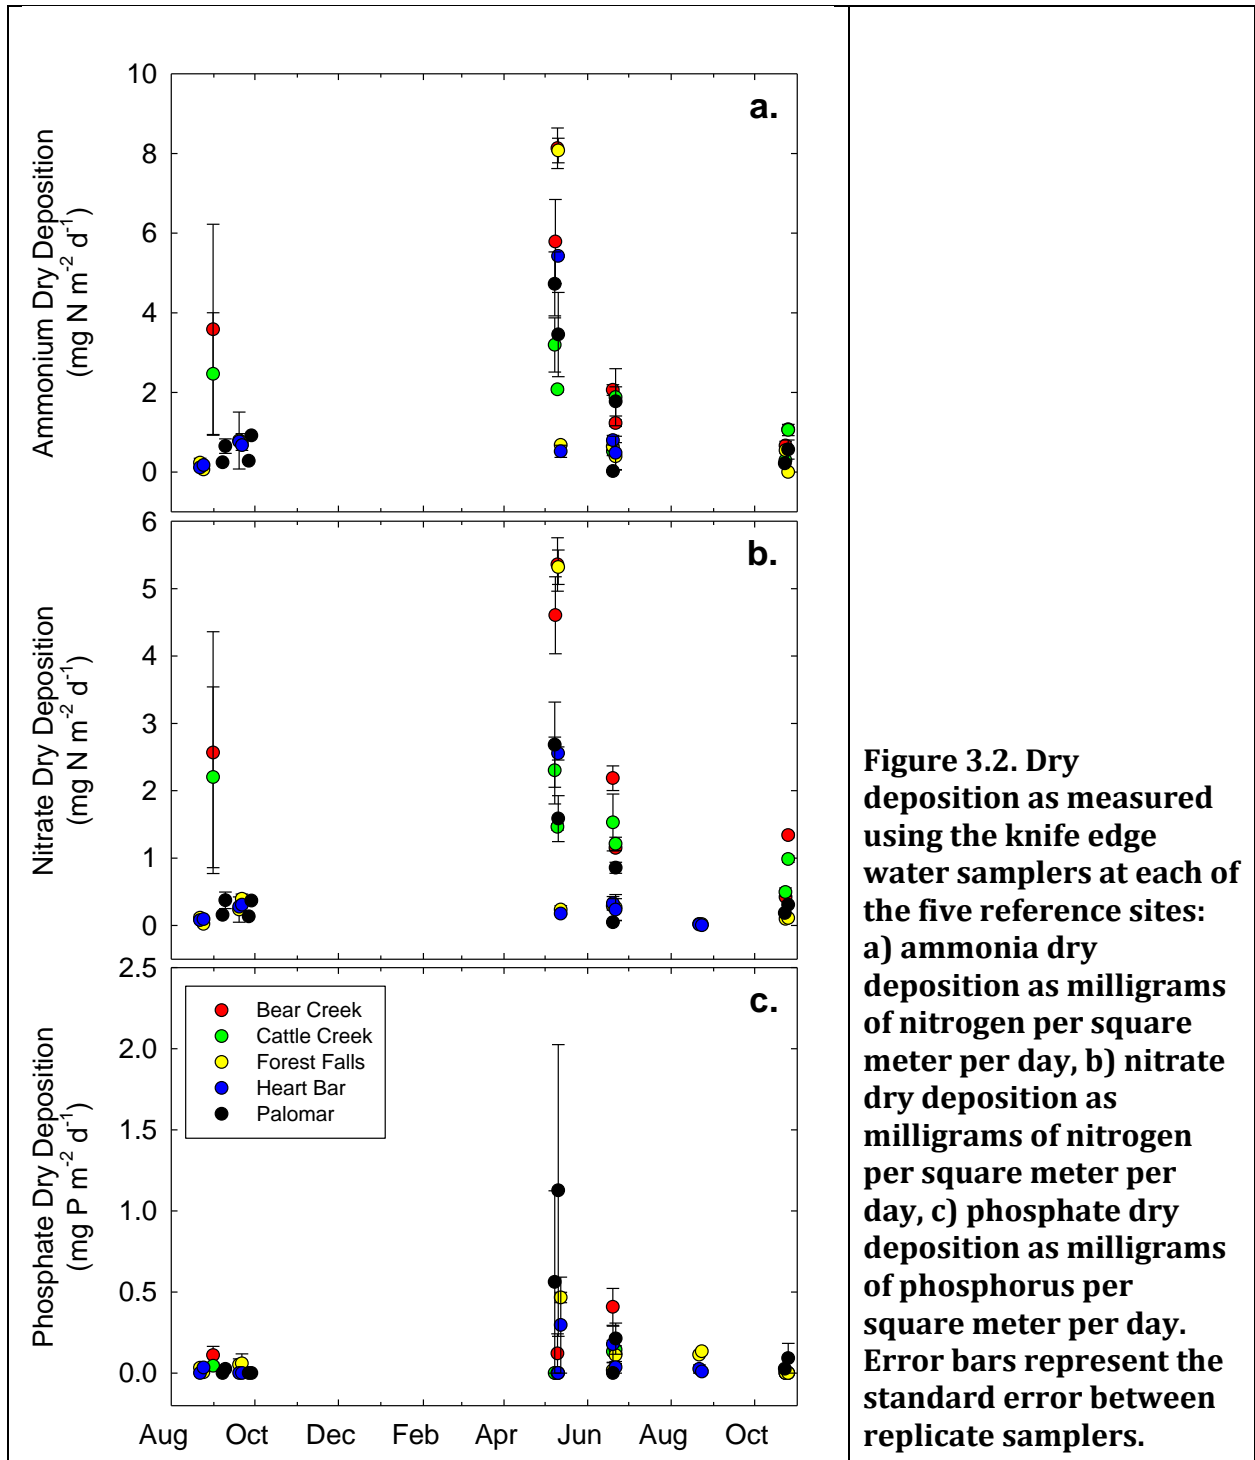 a.
10
8
6
4
2
0
Ammonium Dry Deposition
(mg N m-2 d-1)
b.
6
5
4
3
2
1
0
Nitrate Dry Deposition
(mg N m-2 d-1)
c.
2.5
2.0
1.5
1.0
0.5
0.0
Phosphate Dry Deposition
(mg P m-2 d-1)
Bear Creek
Cattle Creek
Forest Falls
Heart Bar
Palomar
Aug Oct Dec Feb Apr Jun Aug Oct
Figure 3.2. Dry
deposition as measured
using the knife edge
water samplers at each of
the five reference sites:
a) ammonia dry
deposition as milligrams
of nitrogen per square
meter per day, b) nitrate
dry deposition as
milligrams of nitrogen
per square meter per
day, c) phosphate dry
deposition as milligrams
of phosphorus per
square meter per day.
Error bars represent the
standard error between
replicate samplers.